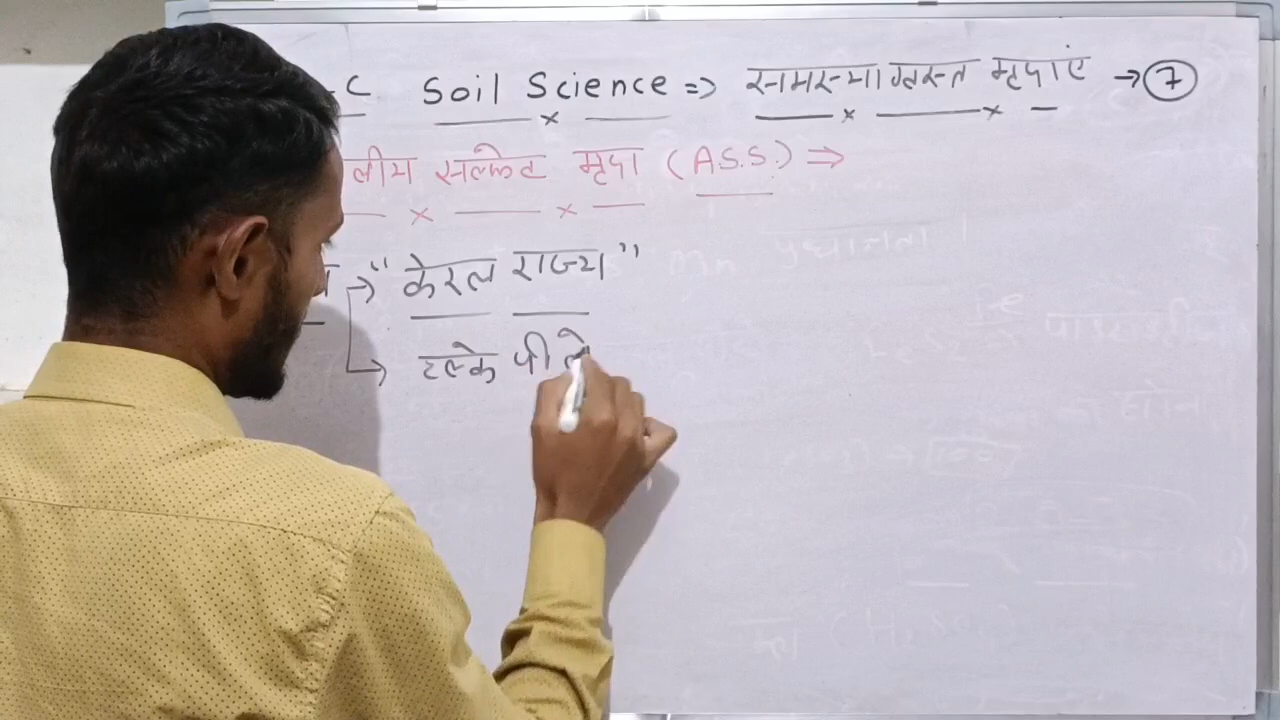 C Soil Science => समस्या ग्रस्त मृदाएं → 7
लीय सल्फेट मृदा (A.S.S.) ⇒
→ “केरल राज्य”
→ हल्के पीले